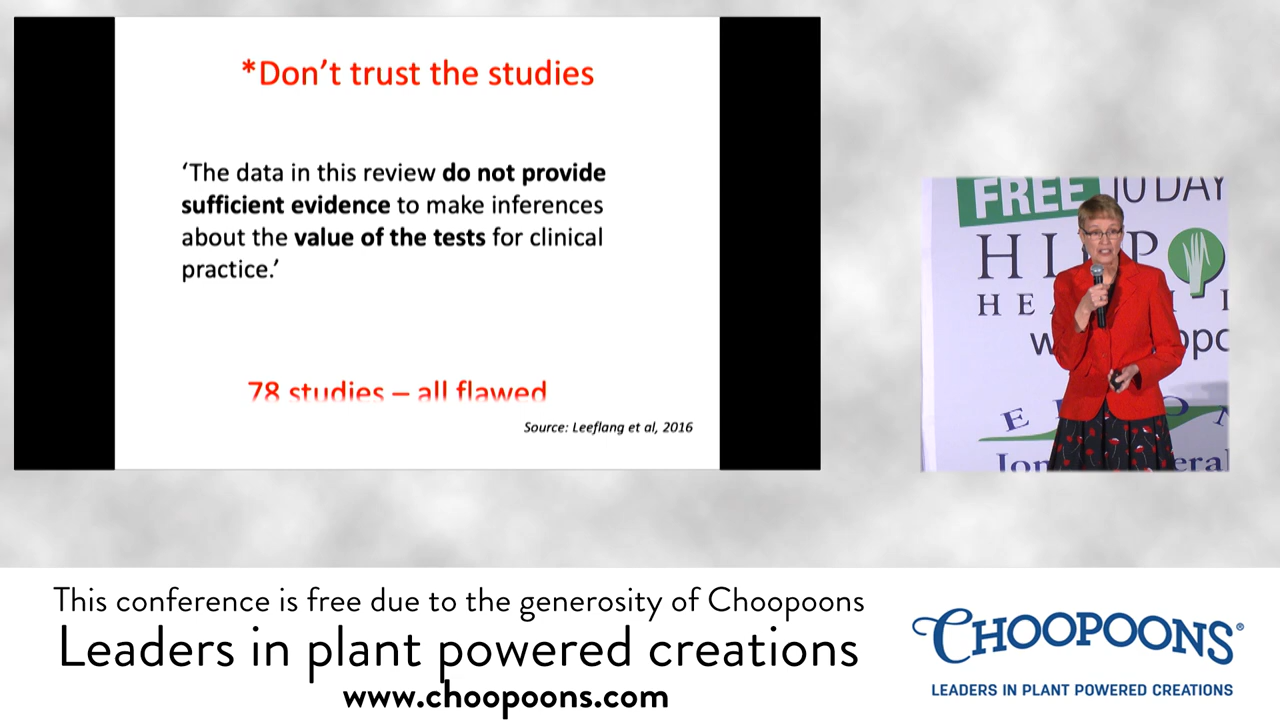 *Don’t trust the studies
‘The data in this review do not provide
sufficient evidence to make inferences
about the value of the tests for clinical
practice.’
78 studies – all flawed
Source: Leeflang et al, 2016
FREE 10 DAY
This conference is free due to the generosity of Choopoons
Leaders in plant powered creations
www.choopoons.com
CHOOPOONS®
LEADERS IN PLANT POWERED CREATIONS